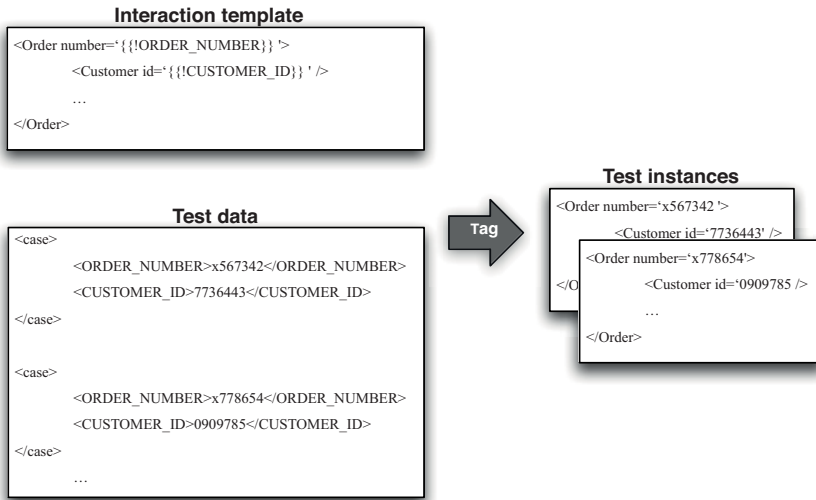 Interaction template
<Order number=‘{{!ORDER_NUMBER}} '>
<Customer id=‘{{!CUSTOMER_ID}} ' />
…
</Order>
Test data
<case>
<ORDER_NUMBER>x567342</ORDER_NUMBER>
<CUSTOMER_ID>7736443</CUSTOMER_ID>
</case>
<case>
<ORDER_NUMBER>x778654</ORDER_NUMBER>
<CUSTOMER_ID>0909785</CUSTOMER_ID>
</case>
…
Tag
Test instances
<Order number=‘x567342 '>
<Customer id=‘7736443' />
</O
<Order number=‘x778654'>
<Customer id=‘0909785 />
…
</Order>